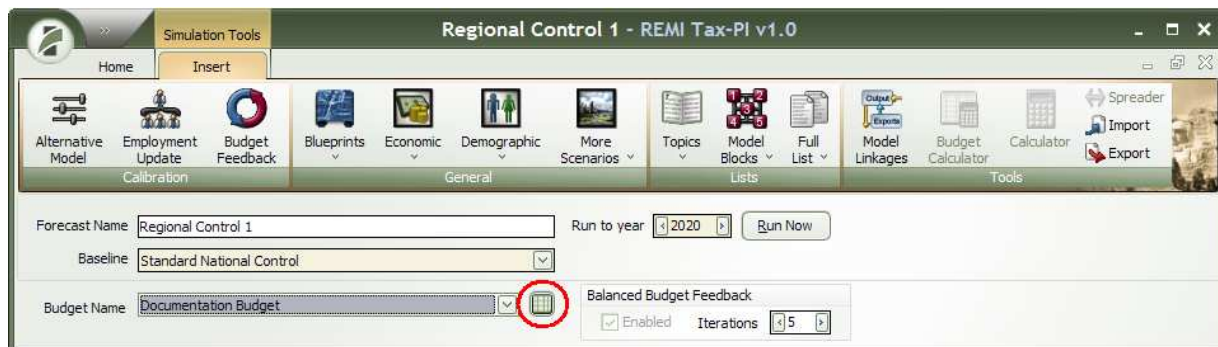 Simulation Tools
Regional Control 1 - REMI Tax-PI v1.0
Home
Insert
Alternative
Model
Employment
Update
Budget
Feedback
Calibration
Blueprints
Economic
Demographic
More
Scenarios
General
Topics
Model
Blocks
Full
List
Lists
Output
Exports
Model
Linkages
Budget
Calculator
Calculator
Spreader
Import
Export
Tools
Forecast Name Regional Control 1 Run to year 2020 Run Now
Baseline Standard National Control
Budget Name Documentation Budget
Balanced Budget Feedback
Enabled Iterations 5